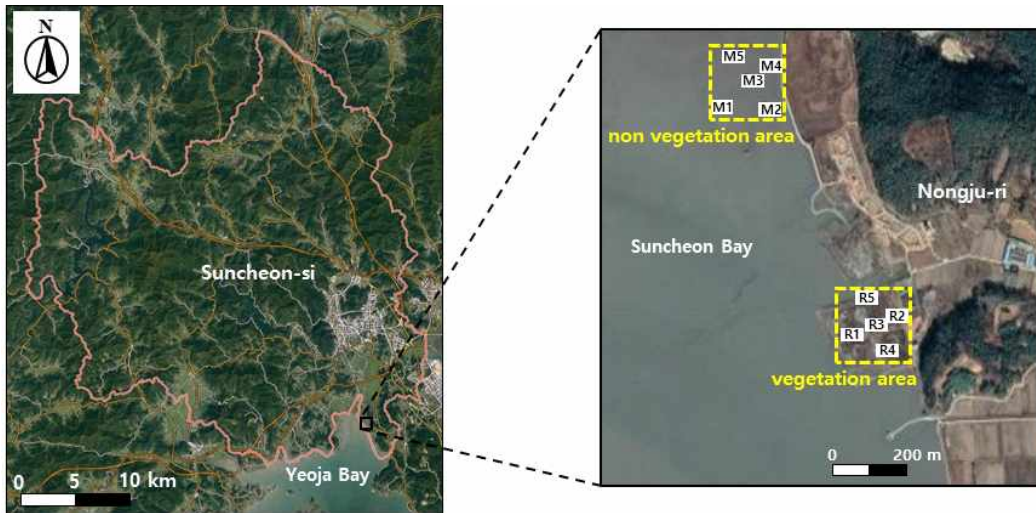 N
Suncheon-si
Yeoja Bay
0 5 10 km
M5
M4
M3
M1
M2
non vegetation area
Nongju-ri
Suncheon Bay
R5
R2
R3
R1
R4
vegetation area
0 200 m